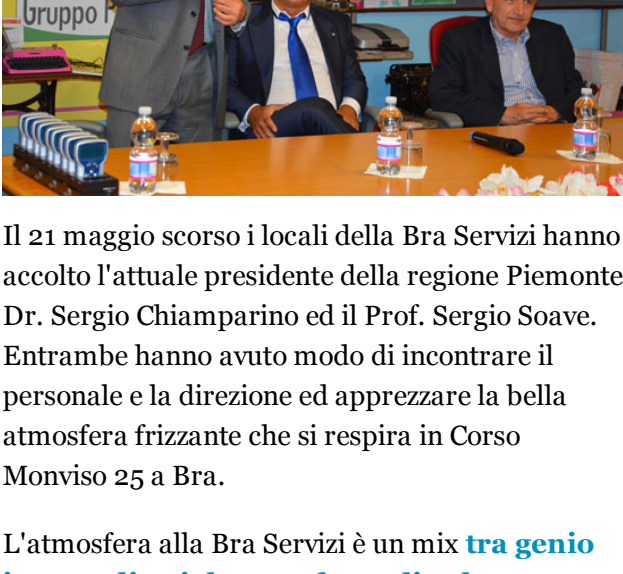 Gruppo
Il 21 maggio scorso i locali della Bra Servizi hanno
accolto l'attuale presidente della regione Piemonte
Dr. Sergio Chiamparino ed il Prof. Sergio Soave.
Entrambe hanno avuto modo di incontrare il
personale e la direzione ed apprezzare la bella
atmosfera frizzante che si respira in Corso
Monviso 25 a Bra.
L'atmosfera alla Bra Servizi è un mix tra genio